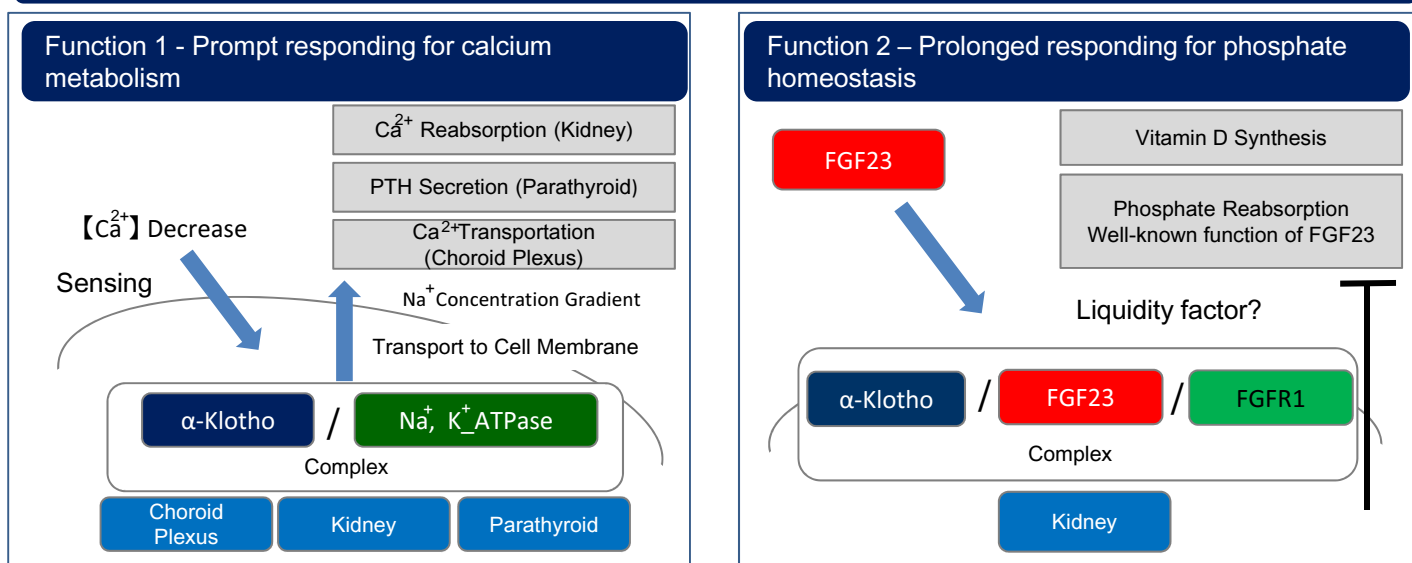 Function 1 - Prompt responding for calcium
metabolism
Ca2+ Reabsorption (Kidney)
PTH Secretion (Parathyroid)
Ca2+Transportation
(Choroid Plexus)
【Ca2+】Decrease
Sensing
Na+Concentration Gradient
Transport to Cell Membrane
α-Klotho / Na+, K+_ATPase
Complex
Choroid
Plexus
Kidney
Parathyroid
Function 2 – Prolonged responding for phosphate
homeostasis
FGF23
Vitamin D Synthesis
Phosphate Reabsorption
Well-known function of FGF23
Liquidity factor?
α-Klotho / FGF23 / FGFR1
Complex
Kidney